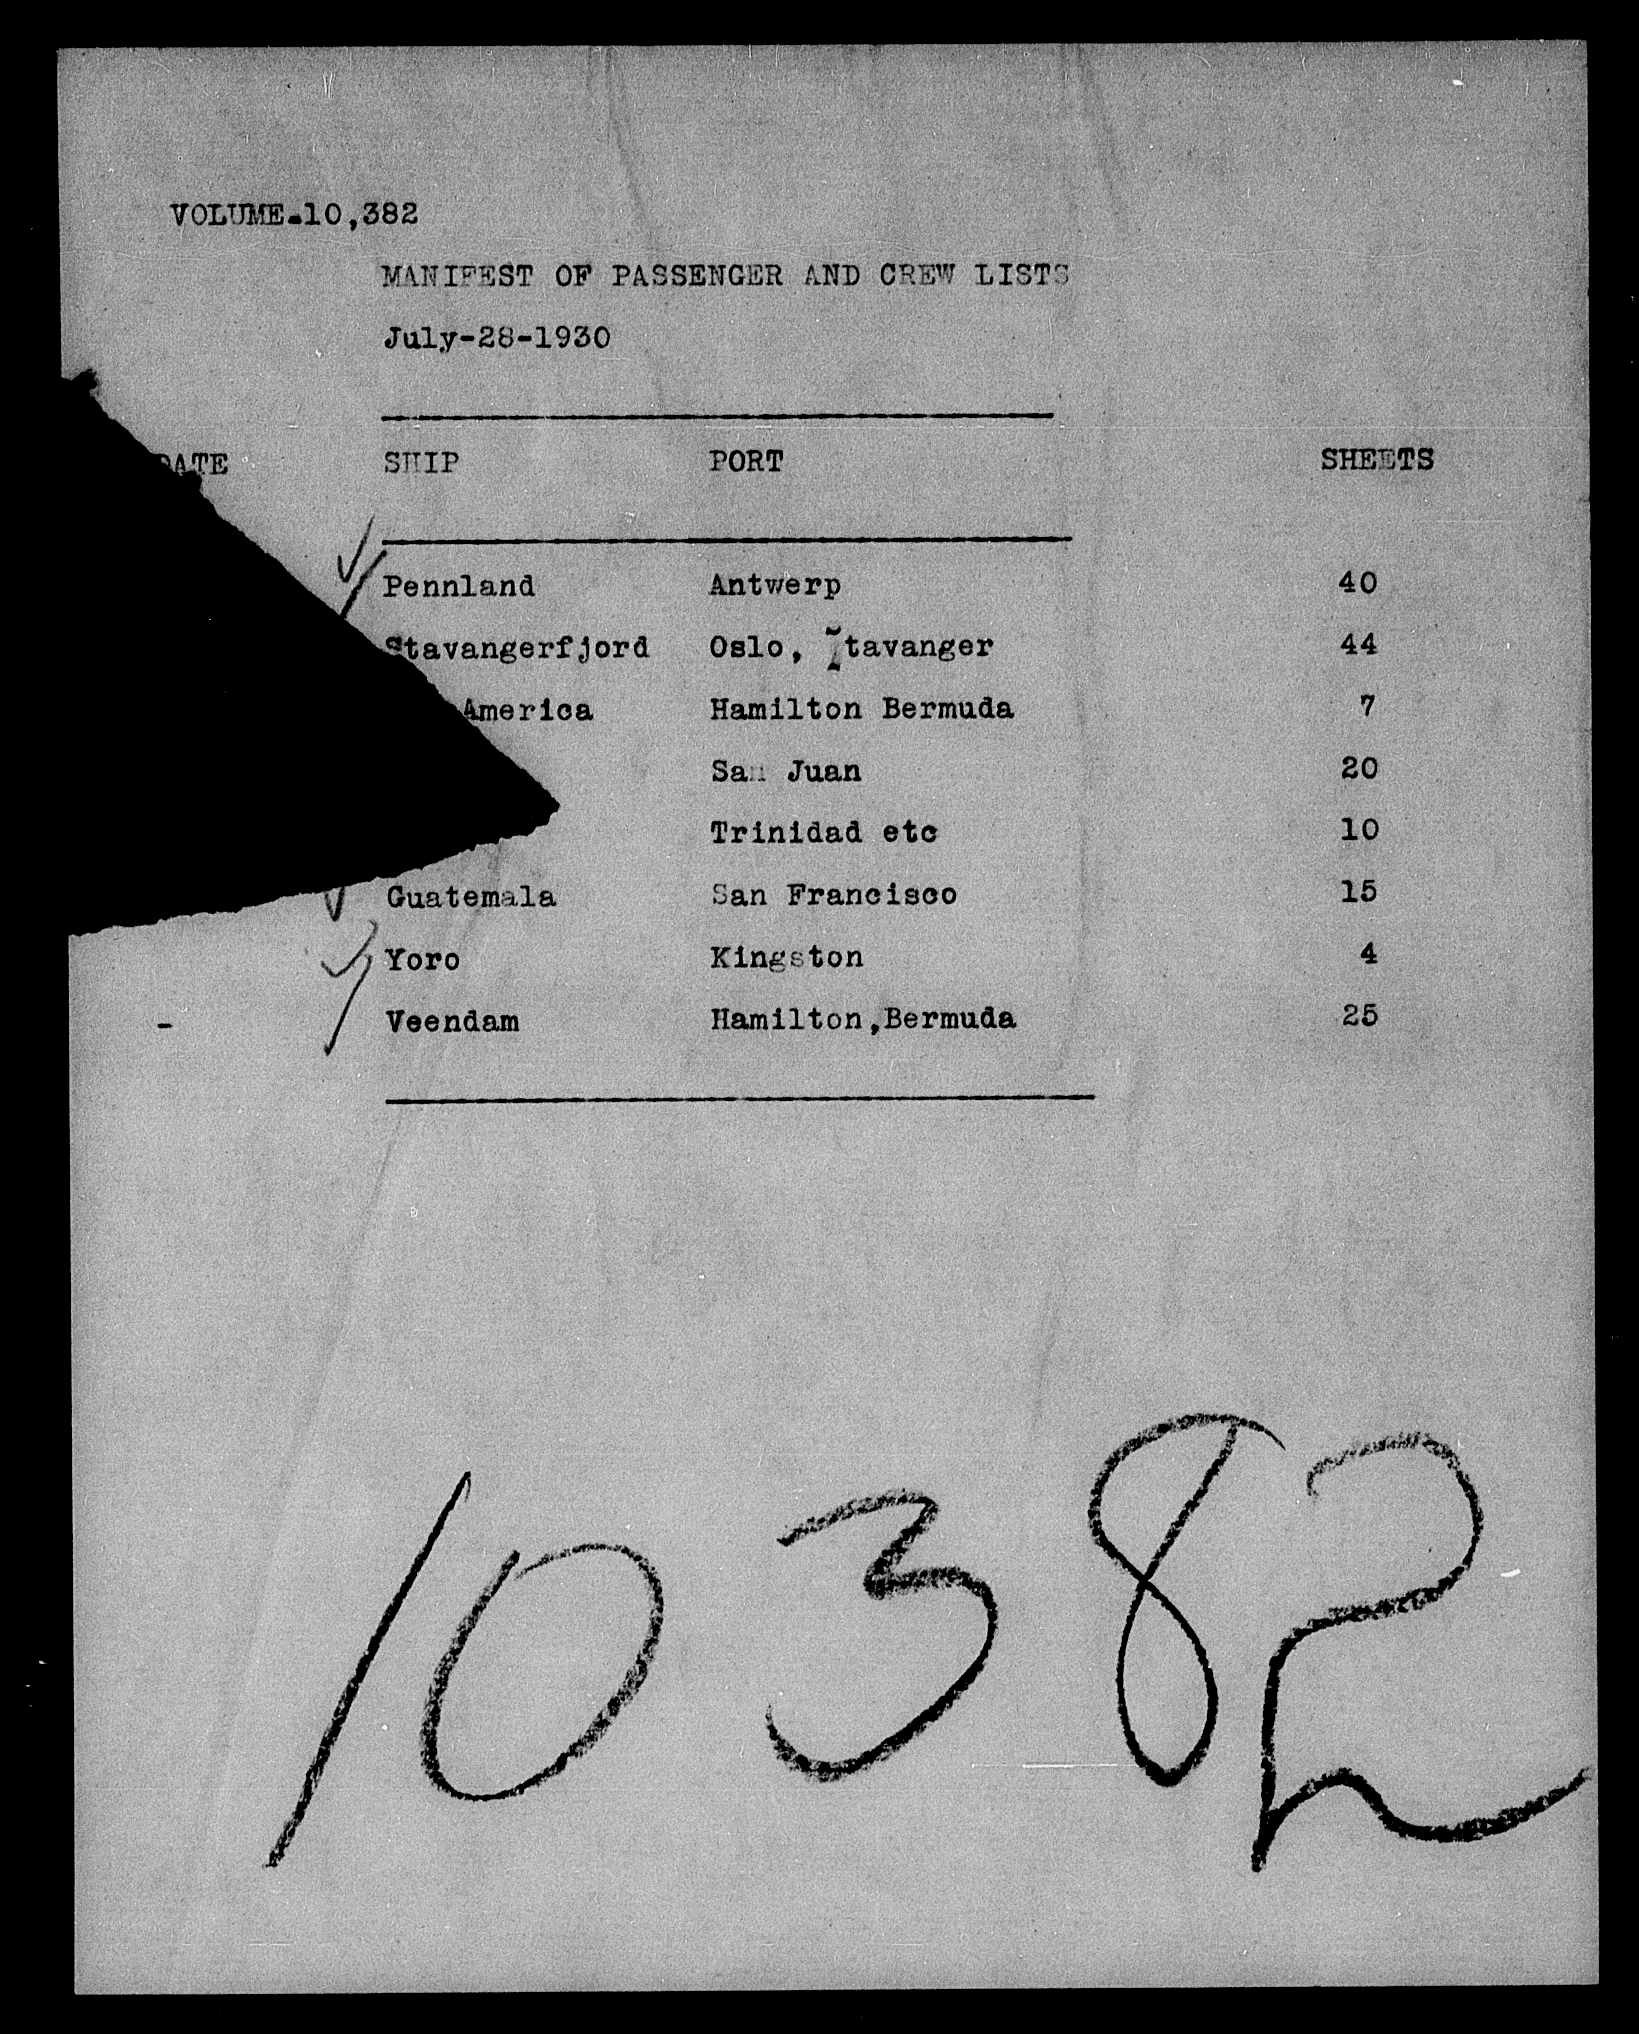 VOLUME-10,382
MANIFEST OF PASSENGER AND CREW LISTS
July-28-1930
DATE SHIP PORT SHEETS
Pennland Antwerp 40
Stavangerfjord Oslo, Stavanger 44
America Hamilton Bermuda 7
San Juan 20
Trinidad etc 10
Guatemala San Francisco 15
Yoro Kingston 4
- Veendam Hamilton,Bermuda 25
10382